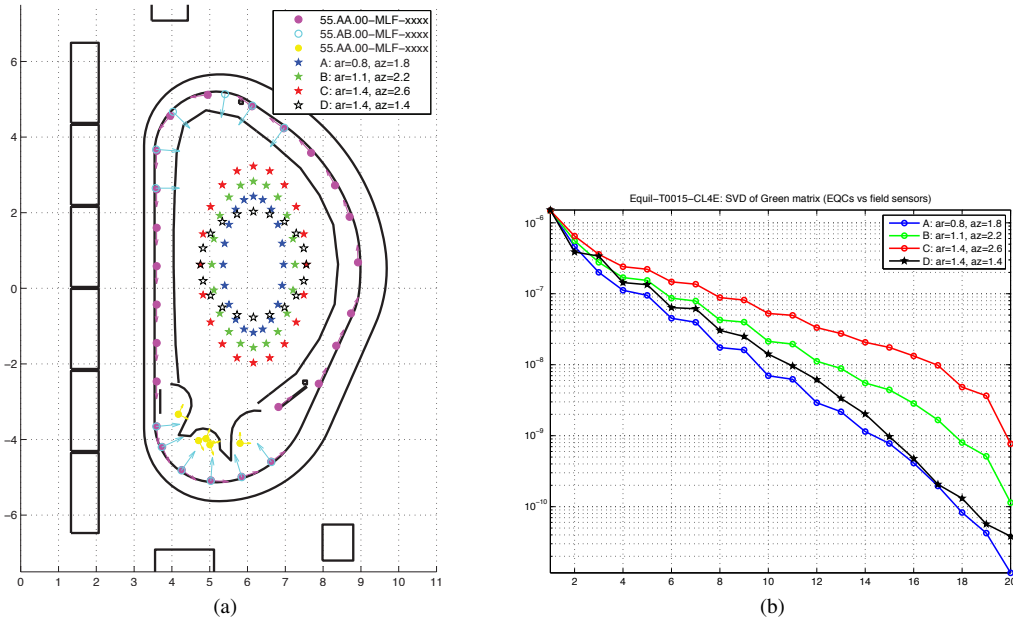 55.AA.00−MLF−xxxx
55.AB.00−MLF−xxxx
55.AA.00−MLF−xxxx
A: ar=0.8, az=1.8
B: ar=1.1, az=2.2
C: ar=1.4, az=2.6
D: ar=1.4, az=1.4
6
4
2
0
−2
−4
−6
0 1 2 3 4 5 6 7 8 9 10 11
(a)
Equil−T0015−CL4E: SVD of Green matrix (EQCs vs field sensors)
A: ar=0.8, az=1.8
B: ar=1.1, az=2.2
C: ar=1.4, az=2.6
D: ar=1.4, az=1.4
10−6
10−7
10−8
10−9
10−10
2 4 6 8 10 12 14 16 18 20
(b)